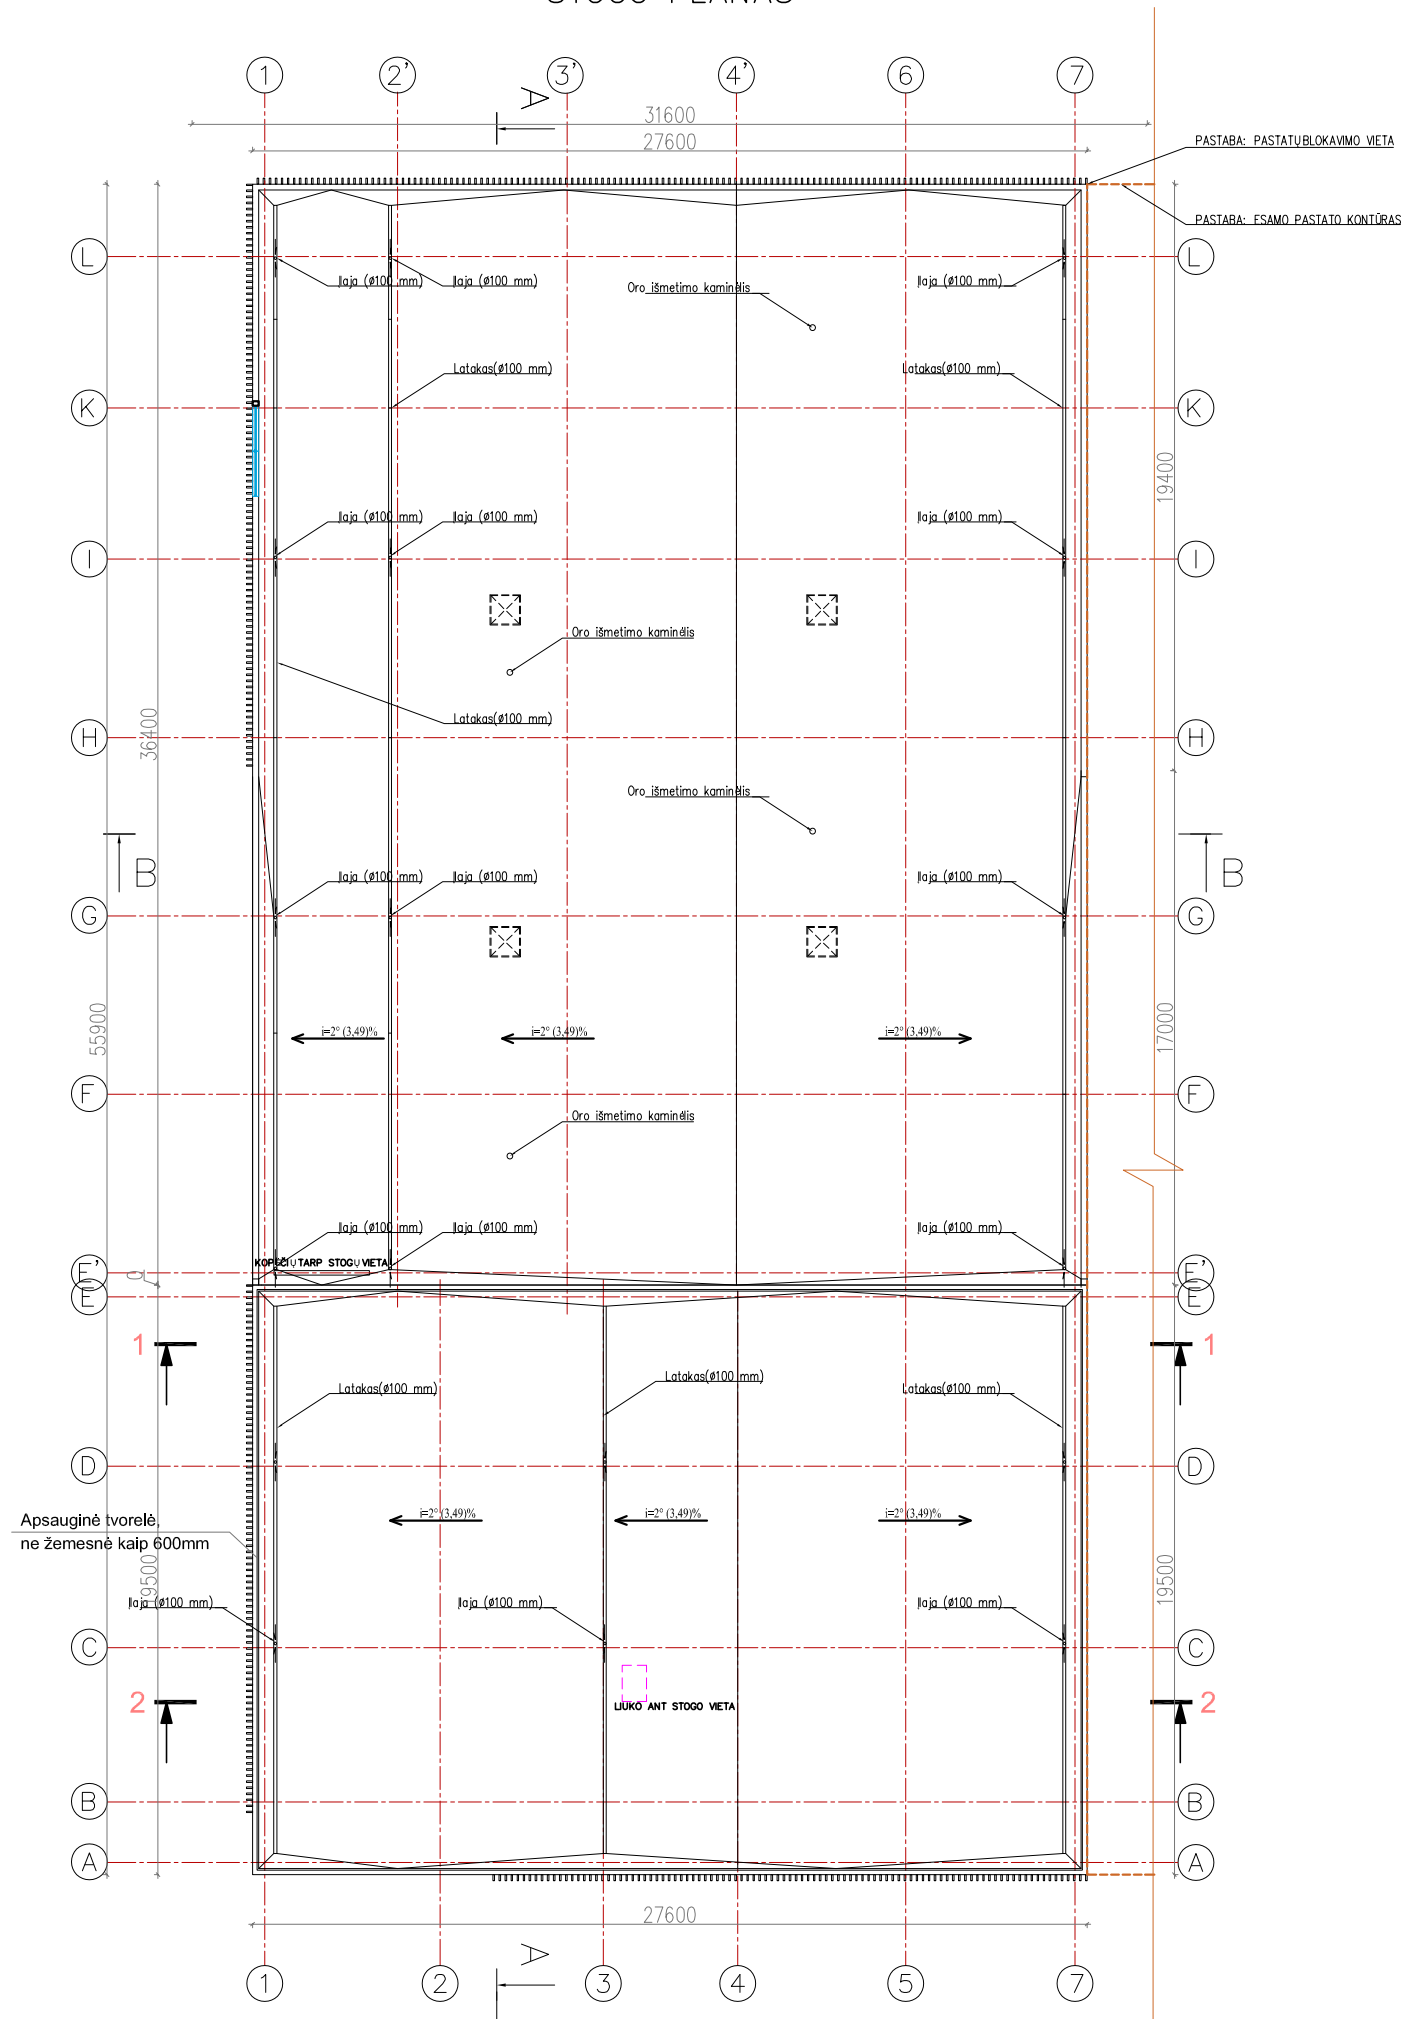 STOGO PLANAS
1
2'
3'
4'
6
7
A
31600
27600
PASTABA: PASTATŲ BLOKAVIMO VIETA
PASTABA: ESAMO PASTATO KONTŪRAS
L
L
Įlaja (ø100 mm)
Įlaja (ø100 mm)
Oro išmetimo kaminėlis
Įlaja (ø100 mm)
Latakas(ø100 mm)
Latakas(ø100 mm)
K
K
19400
Įlaja (ø100 mm)
Įlaja (ø100 mm)
Įlaja (ø100 mm)
I
I
Oro išmetimo kaminėlis
36400
Latakas(ø100 mm)
H
H
Oro išmetimo kaminėlis
B
B
Įlaja (ø100 mm)
Įlaja (ø100 mm)
Įlaja (ø100 mm)
G
G
55900
17000
i=2° (3,49)%
i=2° (3,49)%
i=2° (3,49)%
F
F
Oro išmetimo kaminėlis
Įlaja (ø100 mm)
Įlaja (ø100 mm)
Įlaja (ø100 mm)
KOPĖČIŲ TARP STOGŲ VIETA
E'
0
E'
E
E
1
1
Latakas(ø100 mm)
Latakas(ø100 mm)
Latakas(ø100 mm)
D
D
i=2° (3,49)%
i=2° (3,49)%
i=2° (3,49)%
Apsauginė tvorelė,
ne žemesnė kaip 600mm
19500
19500
Įlaja (ø100 mm)
Įlaja (ø100 mm)
Įlaja (ø100 mm)
C
C
2
LIUKO ANT STOGO VIETA
2
B
B
A
A
27600
A
1
2
3
4
5
7